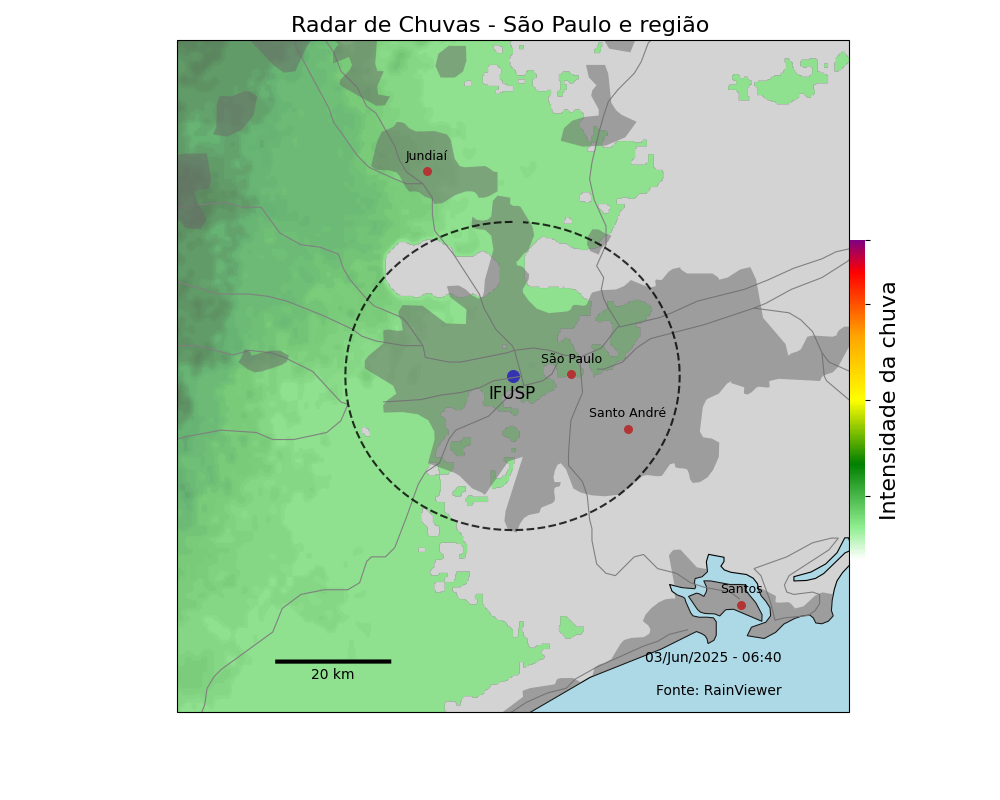 Radar de Chuvas - São Paulo e região
Jundiaí
São Paulo
IFUSP
Santo André
Santos
03/Jun/2025 - 06:40
20 km
Fonte: RainViewer
Intensidade da chuva